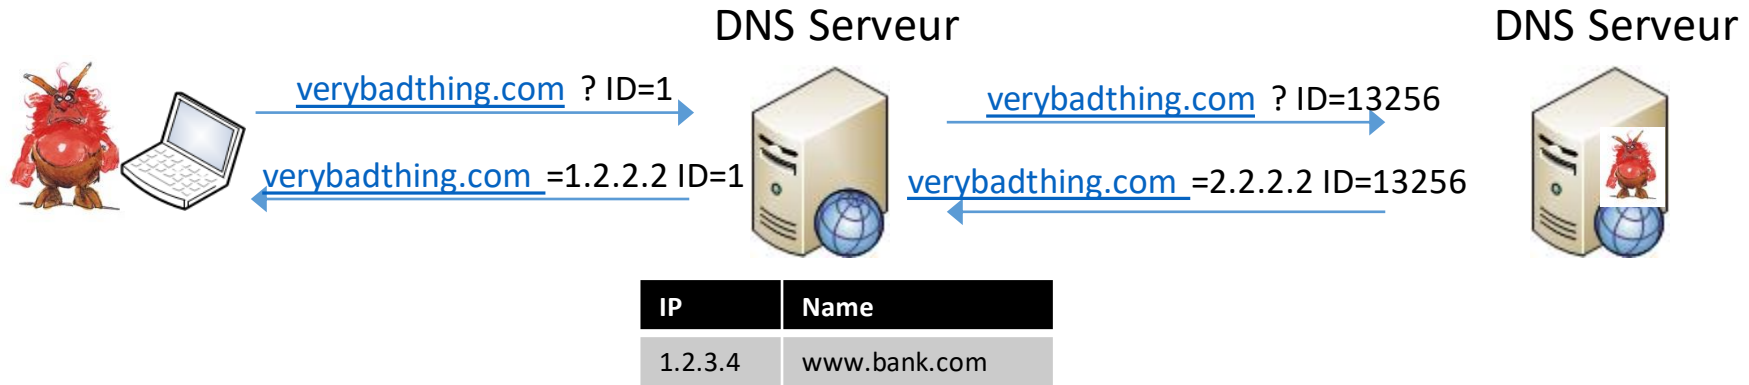 DNS Serveur
DNS Serveur
verybadthing.com ? ID=1
verybadthing.com ? ID=13256
verybadthing.com =1.2.2.2 ID=1
verybadthing.com =2.2.2.2 ID=13256
IP Name
1.2.3.4 www.bank.com